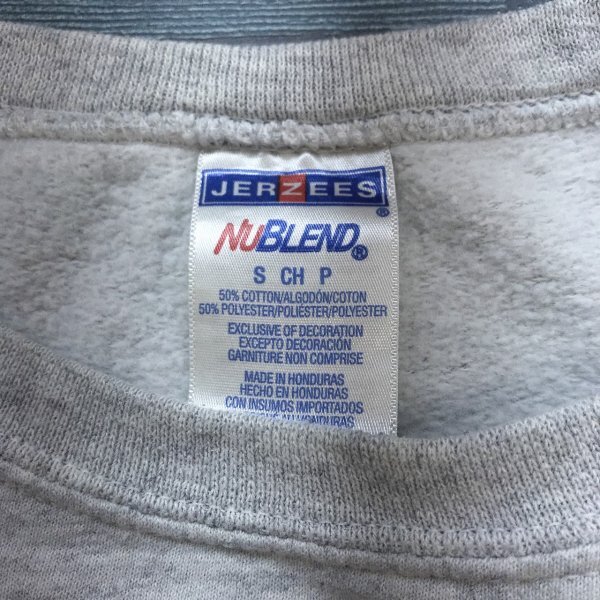 JERZEES
®
NUBLEND®
S CH P
50% COTTON/ALGODÓN/COTON
50% POLYESTER/POLIÉSTER/POLYESTER
EXCLUSIVE OF DECORATION
EXCEPTO DECORACIÓN
GARNITURE NON COMPRISE
MADE IN HONDURAS
HECHO EN HONDURAS
CON INSUMOS IMPORTADOS
HONDURAS